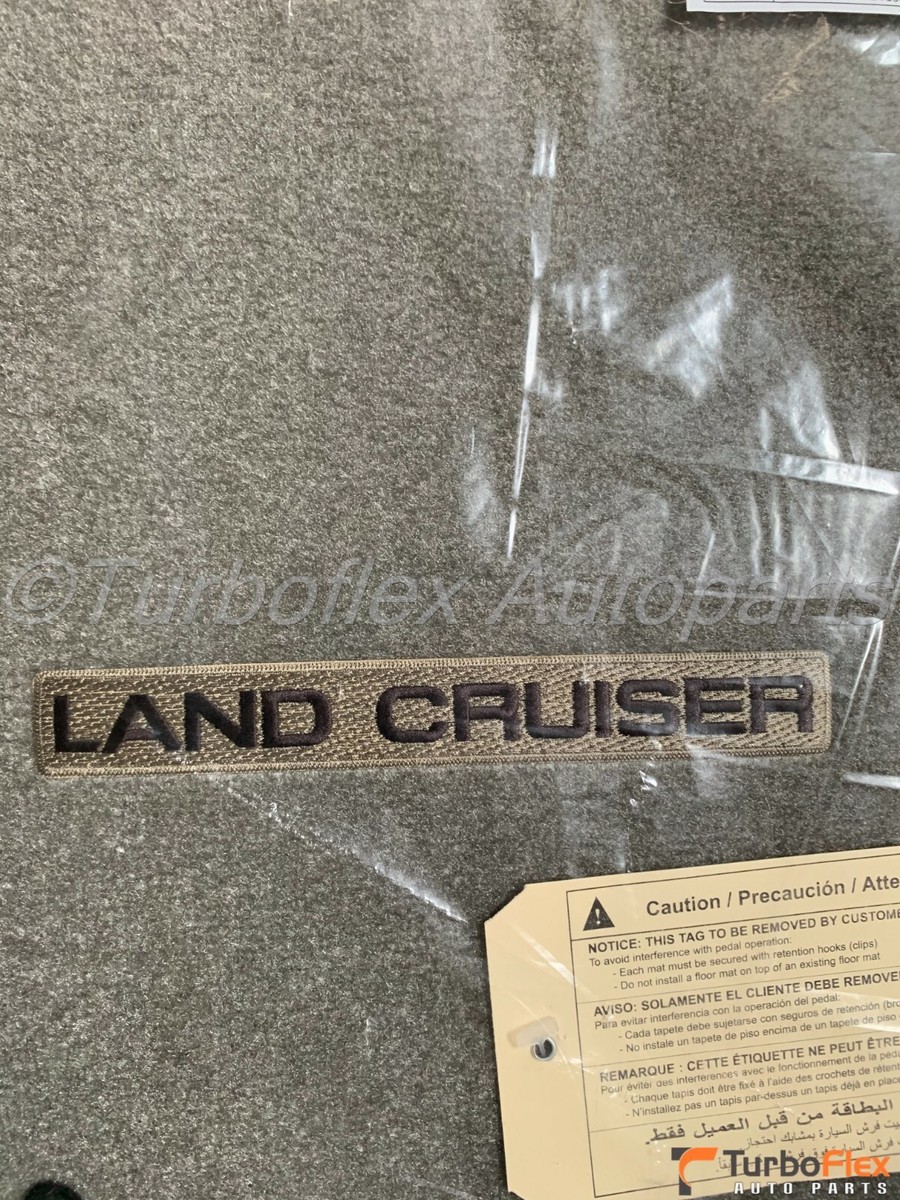 ©Turboflex Autoparts
LAND CRUISER
Caution / Precaución /
NOTICE: THIS TAG TO BE REMOVED BY
To avoid interference with pedal operation:
- Each mat must be secured with retention hooks (clips)
- Do not install a floor mat on top of an existing floor mat
AVISO: SOLAMENTE EL CLIENTE DEBE
Para evitar interferencia con la operación del pedal:
- Cada tapete debe sujetarse con seguros de retención
- No instale un tapete de piso encima de un tapete de piso
REMARQUE : CETTE ÉTIQUETTE NE PEUT ÊTRE
Pour éviter des interférences avec le fonctionnement de la
- Chaque tapis doit être fixé à l'aide des crochets de
- N'installez pas un tapis par-dessus un tapis déjà en place
البطاقة من قبل العميل فقط.
فرش السيارة بمشابك احتجاز
TURBOFLEX
AUTO PARTS